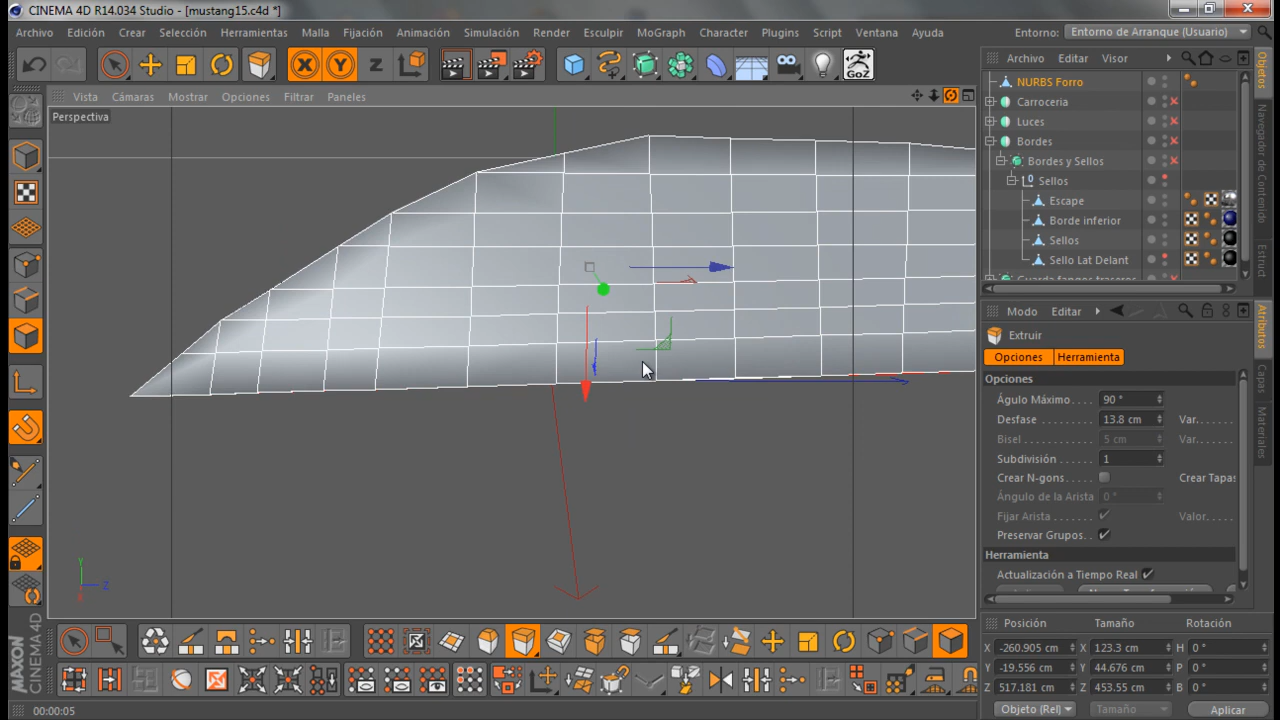 CINEMA 4D R14.034 Studio - [mustang15.c4d *]
Archivo Edición Crear Selección Herramientas Malla Fijación Animación Simulación Render Esculpir MoGraph Character Plugins Script Ventana Ayuda Entorno: Entorno de Arranque (Usuario)
X Y Z GoZ
Archivo Editar Visor
Objetos
Navegador de Contenido
Estruct
NURBS Forro
Carroceria
Luces
Bordes
Bordes y Sellos
Sellos
Escape
Borde inferior
Sellos
Sello Lat Delant
Guarda fangos traseros
Vista Cámaras Mostrar Opciones Filtrar Paneles
Perspectiva
Y
Z
X
Modo Editar
Atributos
Capas
Materiales
Extruir
Opciones Herramienta
Opciones
Águlo Máximo. . . . 90 °
Desfase . . . . . . . . . 13.8 cm Var. . . . . .
Bisel . . . . . . . . . . . . 5 cm Var. . . . . .
Subdivisión . . . . . . 1
Crear N-gons. . . . . Crear Tapas
Ángulo de la Arista 0 °
Fijar Arista . . . . . . . Valor. . . . .
Preservar Grupos. .
Herramienta
Actualización a Tiempo Real
Posición Tamaño Rotación
X -260.905 cm X 123.3 cm H 0 °
Y -19.556 cm Y 44.676 cm P 0 °
Z 517.181 cm Z 453.55 cm B 0 °
Objeto (Rel) Tamaño Aplicar
MAXON
CINEMA 4D
00:00:05